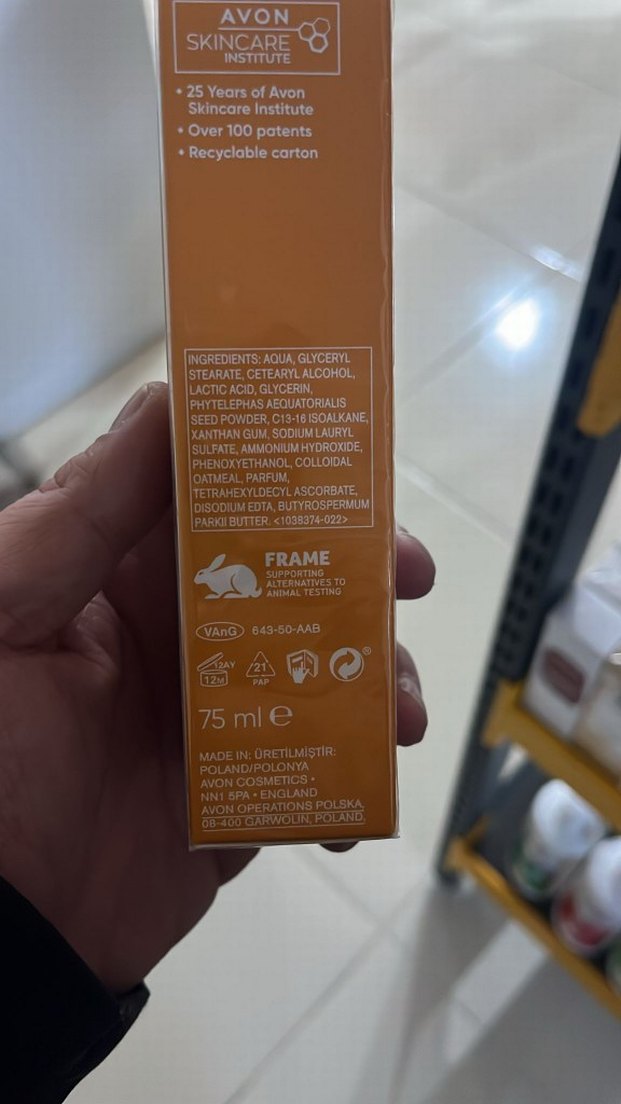 AVON
SKINCARE
INSTITUTE
• 25 Years of Avon
Skincare Institute
• Over 100 patents
• Recyclable carton
INGREDIENTS: AQUA, GLYCERYL
STEARATE, CETEARYL ALCOHOL,
LACTIC ACID, GLYCERIN,
PHYTELEPHAS AEQUATORIALIS
SEED POWDER, C13-16 ISOALKANE,
XANTHAN GUM, SODIUM LAURYL
SULFATE, AMMONIUM HYDROXIDE,
PHENOXYETHANOL, COLLOIDAL
OATMEAL, PARFUM,
TETRAHEXYLDECYL ASCORBATE,
DISODIUM EDTA, BUTYROSPERMUM
PARKII BUTTER. <1038374-022>
FRAME
SUPPORTING
ALTERNATIVES TO
ANIMAL TESTING
VAnG 643-50-AAB
12AY
12M
21
PAP
®
75 ml ℮
MADE IN: ÜRETİLMİŞTİR:
POLAND/POLONYA
AVON COSMETICS •
NN1 5PA • ENGLAND
AVON OPERATIONS POLSKA,
08-400 GARWOLIN, POLAND.